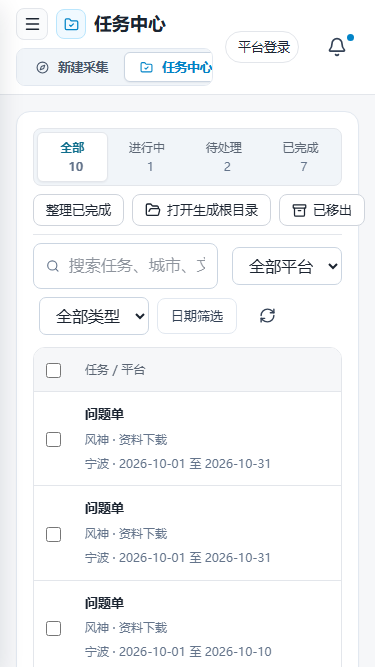 任务中心
平台登录
新建采集
任务中心
全部
10
进行中
1
待处理
2
已完成
7
整理已完成
打开生成根目录
已移出
搜索任务、城市、
全部平台
全部类型
日期筛选
任务 / 平台
问题单
风神 · 资料下载
宁波 · 2026-10-01 至 2026-10-31
问题单
风神 · 资料下载
宁波 · 2026-10-01 至 2026-10-31
问题单
风神 · 资料下载
宁波 · 2026-10-01 至 2026-10-10